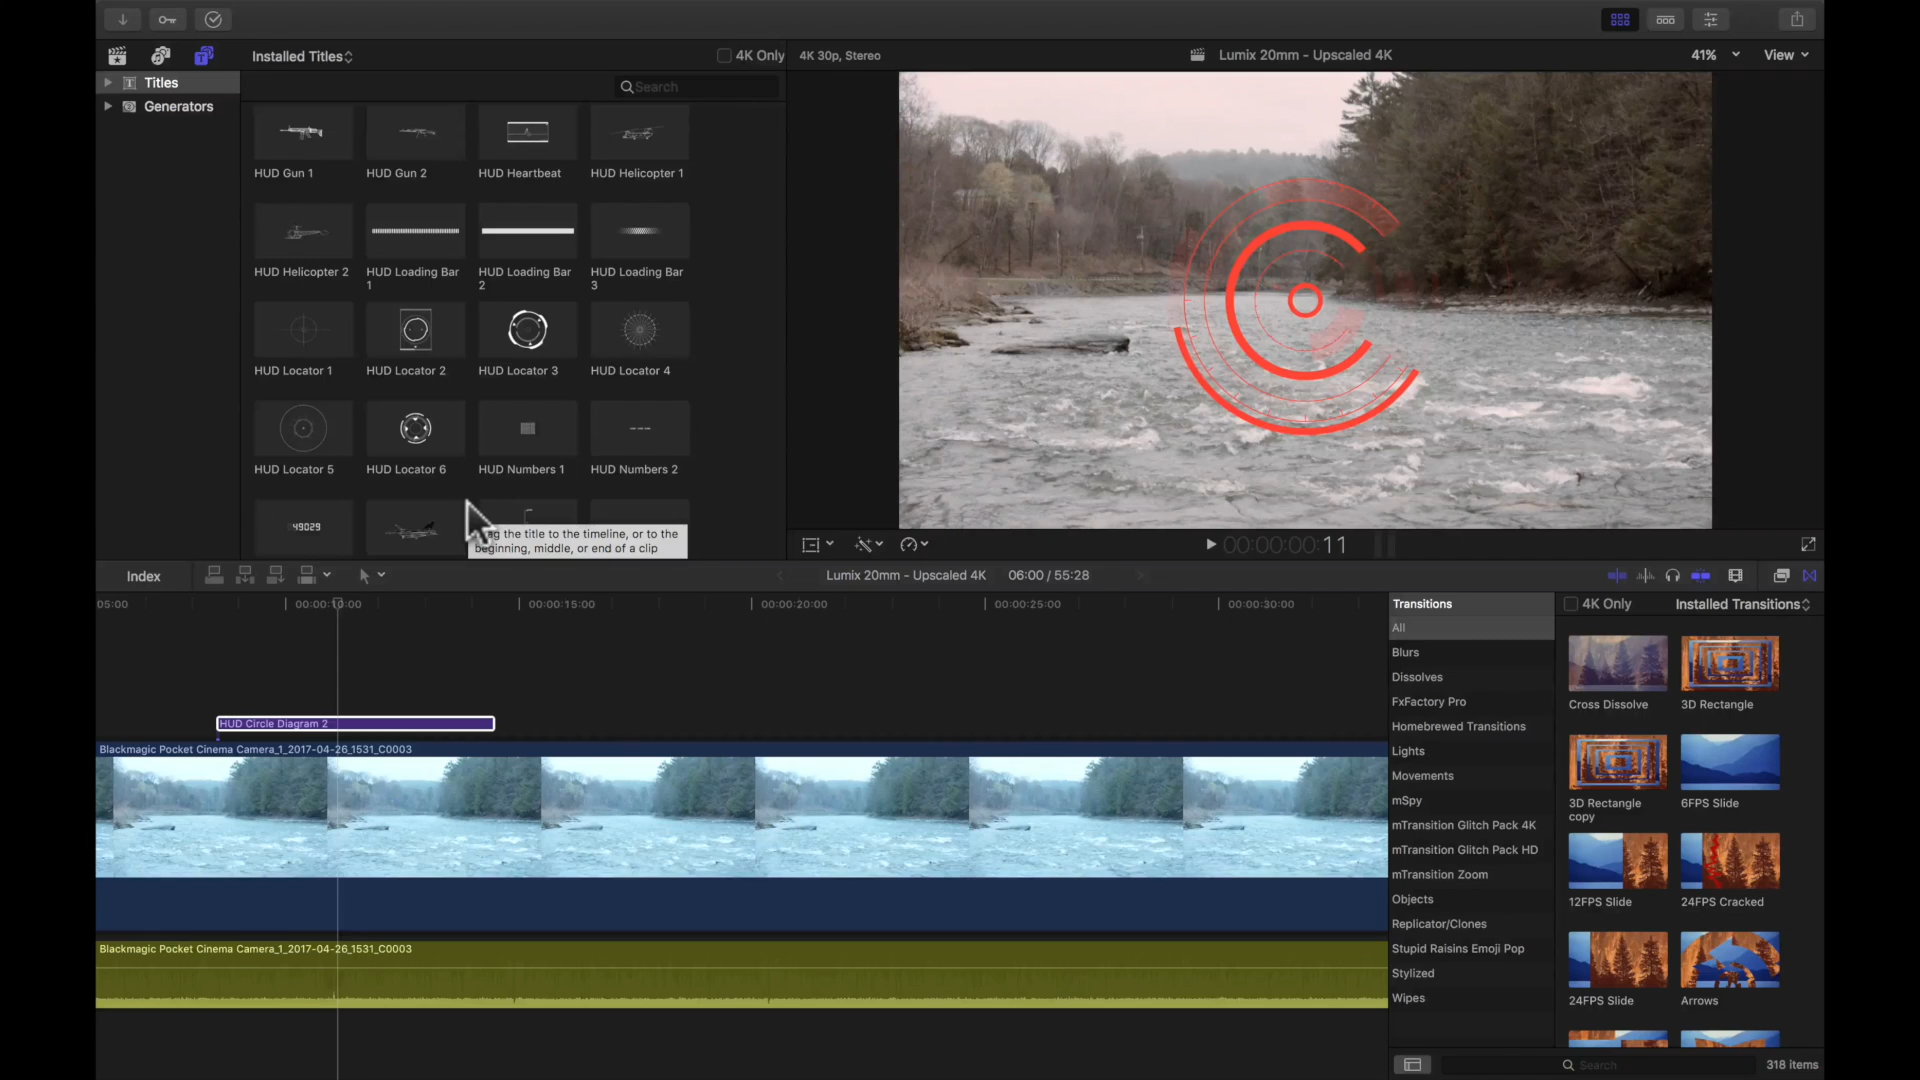 Installed Titles
4K Only
4K 30p, Stereo
Lumix 20mm - Upscaled 4K
41%
View
Titles
Generators
Search
HUD Gun 1
HUD Gun 2
HUD Heartbeat
HUD Helicopter 1
HUD Helicopter 2
HUD Loading Bar
1
HUD Loading Bar
2
HUD Loading Bar
3
HUD Locator 1
HUD Locator 2
HUD Locator 3
HUD Locator 4
HUD Locator 5
HUD Locator 6
HUD Numbers 1
HUD Numbers 2
49029
the title to the timeline, or to the
beginning, middle, or end of a clip
00:00:00:11
Index
Lumix 20mm - Upscaled 4K
06:00 / 55:28
05:00
00:00:10:00
00:00:15:00
00:00:20:00
00:00:25:00
00:00:30:00
HUD Circle Diagram 2
Blackmagic Pocket Cinema Camera_1_2017-04-26_1531_C0003
Blackmagic Pocket Cinema Camera_1_2017-04-26_1531_C0003
Transitions
All
Blurs
Dissolves
FxFactory Pro
Homebrewed Transitions
Lights
Movements
mSpy
mTransition Glitch Pack 4K
mTransition Glitch Pack HD
mTransition Zoom
Objects
Replicator/Clones
Stupid Raisins Emoji Pop
Stylized
Wipes
4K Only
Installed Transitions
Cross Dissolve
3D Rectangle
3D Rectangle
copy
6FPS Slide
12FPS Slide
24FPS Cracked
24FPS Slide
Arrows
Search
318 items